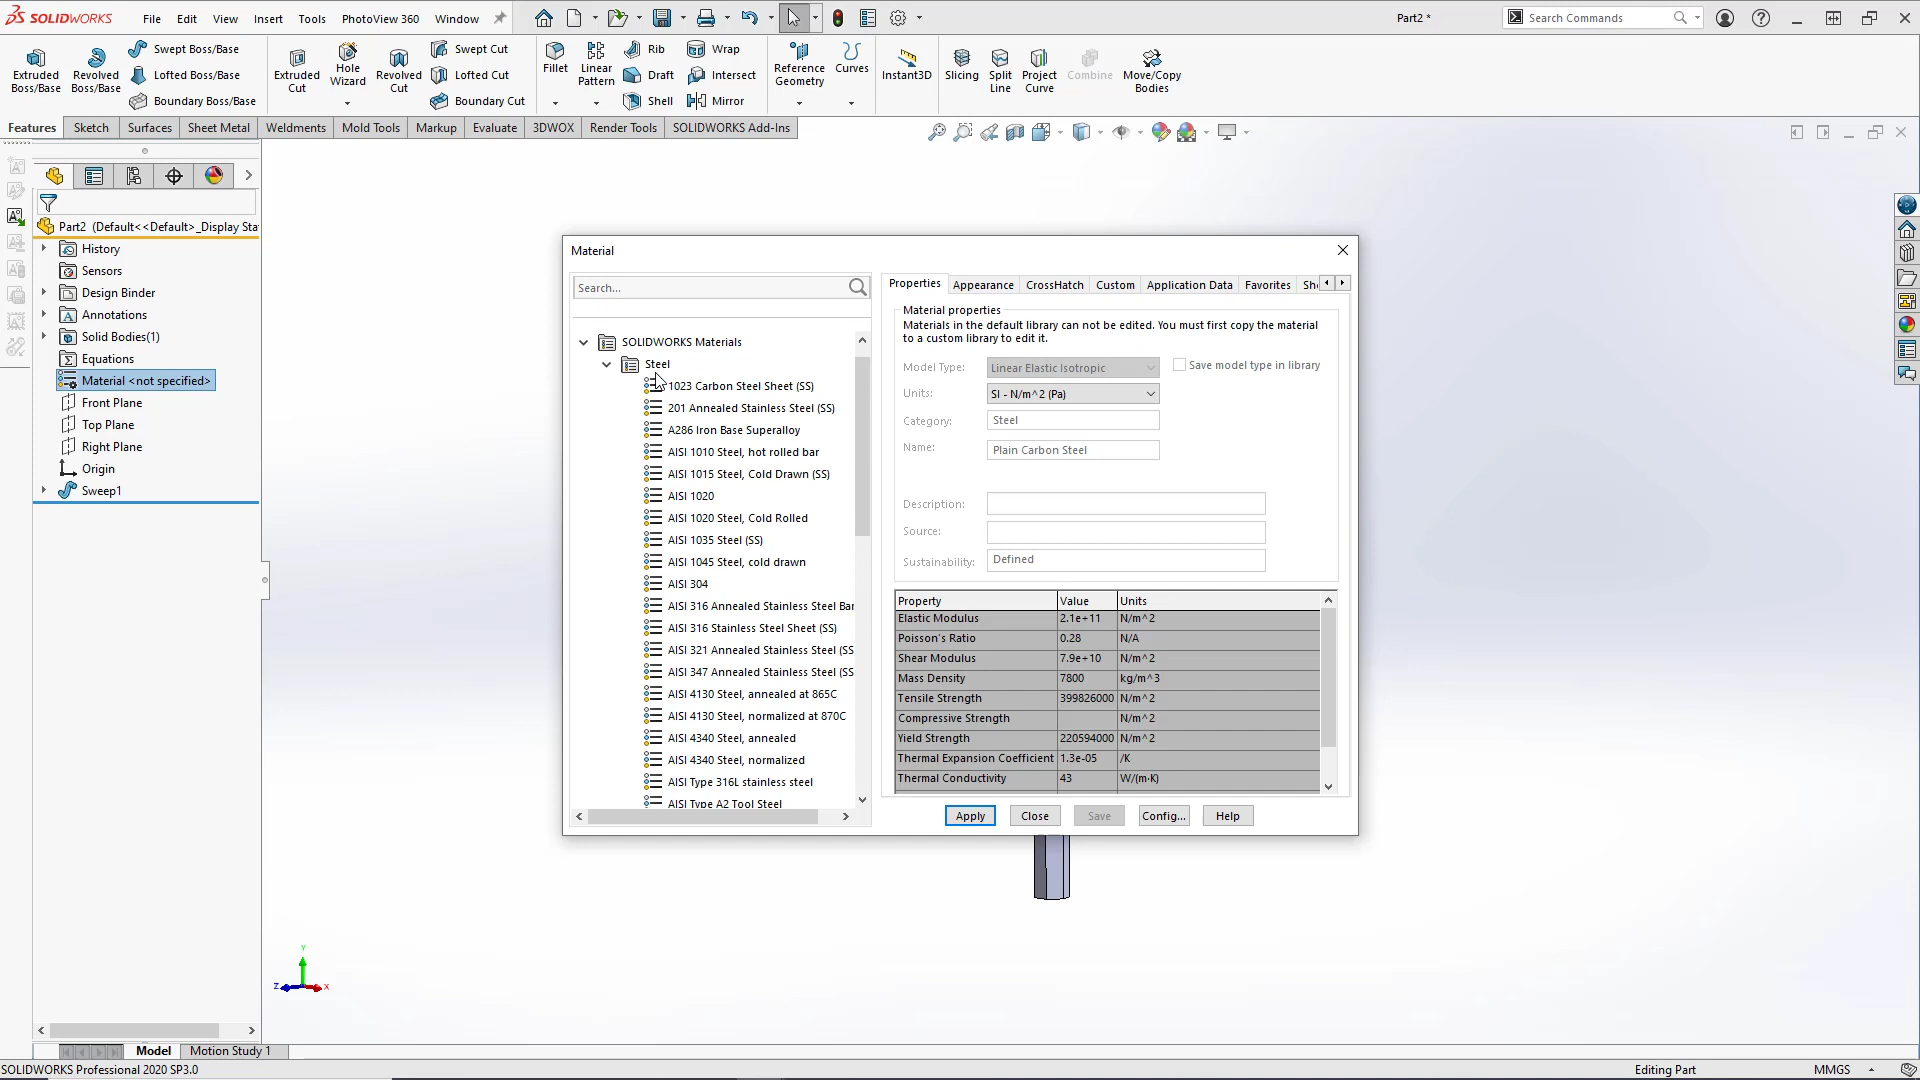 SOLIDWORKS File Edit View Insert Tools PhotoView 360 Window Part2 * Search Commands
Extruded Boss/Base
Revolved Boss/Base
Swept Boss/Base
Lofted Boss/Base
Boundary Boss/Base
Extruded Cut
Hole Wizard
Revolved Cut
Swept Cut
Lofted Cut
Boundary Cut
Fillet
Linear Pattern
Rib
Draft
Shell
Wrap
Intersect
Mirror
Reference Geometry
Curves
Instant3D
Slicing
Split Line
Project Curve
Combine
Move/Copy Bodies
Features Sketch Surfaces Sheet Metal Weldments Mold Tools Markup Evaluate 3DWOX Render Tools SOLIDWORKS Add-Ins
Part2 (Default<<Default>_Display Sta
History
Sensors
Design Binder
Annotations
Solid Bodies(1)
Equations
Material <not specified>
Front Plane
Top Plane
Right Plane
Origin
Sweep1
Material
Search...
SOLIDWORKS Materials
Steel
1023 Carbon Steel Sheet (SS)
201 Annealed Stainless Steel (SS)
A286 Iron Base Superalloy
AISI 1010 Steel, hot rolled bar
AISI 1015 Steel, Cold Drawn (SS)
AISI 1020
AISI 1020 Steel, Cold Rolled
AISI 1035 Steel (SS)
AISI 1045 Steel, cold drawn
AISI 304
AISI 316 Annealed Stainless Steel Bar
AISI 316 Stainless Steel Sheet (SS)
AISI 321 Annealed Stainless Steel (SS
AISI 347 Annealed Stainless Steel (SS
AISI 4130 Steel, annealed at 865C
AISI 4130 Steel, normalized at 870C
AISI 4340 Steel, annealed
AISI 4340 Steel, normalized
AISI Type 316L stainless steel
AISI Type A2 Tool Steel
Properties Appearance CrossHatch Custom Application Data Favorites Sh
Material properties
Materials in the default library can not be edited. You must first copy the material
to a custom library to edit it.
Model Type: Linear Elastic Isotropic Save model type in library
Units: SI - N/m^2 (Pa)
Category: Steel
Name: Plain Carbon Steel
Description:
Source:
Sustainability: Defined
Property Value Units
Elastic Modulus 2.1e+11 N/m^2
Poisson's Ratio 0.28 N/A
Shear Modulus 7.9e+10 N/m^2
Mass Density 7800 kg/m^3
Tensile Strength 399826000 N/m^2
Compressive Strength N/m^2
Yield Strength 220594000 N/m^2
Thermal Expansion Coefficient 1.3e-05 /K
Thermal Conductivity 43 W/(m·K)
Apply Close Save Config... Help
Y
Z X
Model Motion Study 1
SOLIDWORKS Professional 2020 SP3.0 Editing Part MMGS